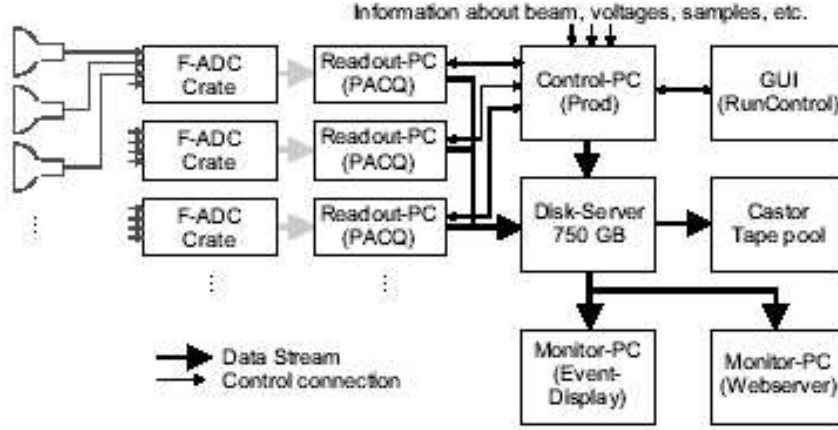 Information about beam, voltages, samples, etc.
F-ADC
Crate
Readout-PC
(PACQ)
Control-PC
(Prod)
GUI
(RunControl)
F-ADC
Crate
Readout-PC
(PACQ)
F-ADC
Crate
Readout-PC
(PACQ)
Disk-Server
750 GB
Castor
Tape pool
Data Stream
Control connection
Monitor-PC
(Event-
Display)
Monitor-PC
(Webserver)